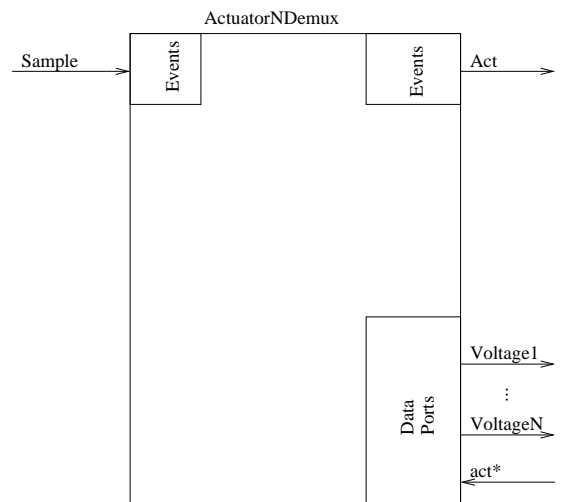 ActuatorNDemux
Sample
Events
Events
Act
Voltage1
...
VoltageN
act*
Data
Ports